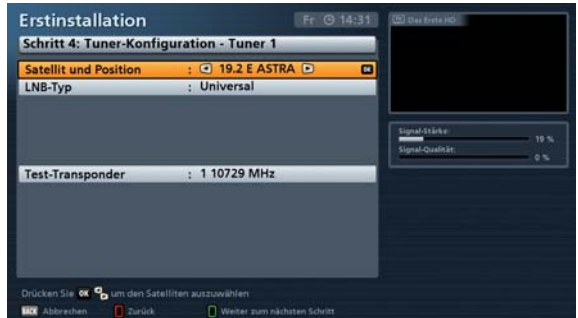 Erstinstallation
Fr 14:31
Das Erste HD
Schritt 4: Tuner-Konfiguration - Tuner 1
Satellit und Position : 19.2 E ASTRA OK
LNB-Typ : Universal
Signal-Stärke: 19 %
Signal-Qualität: 0 %
Test-Transponder : 1 10729 MHz
Drücken Sie OK um den Satelliten auszuwählen
BACK Abbrechen Zurück Weiter zum nächsten Schritt